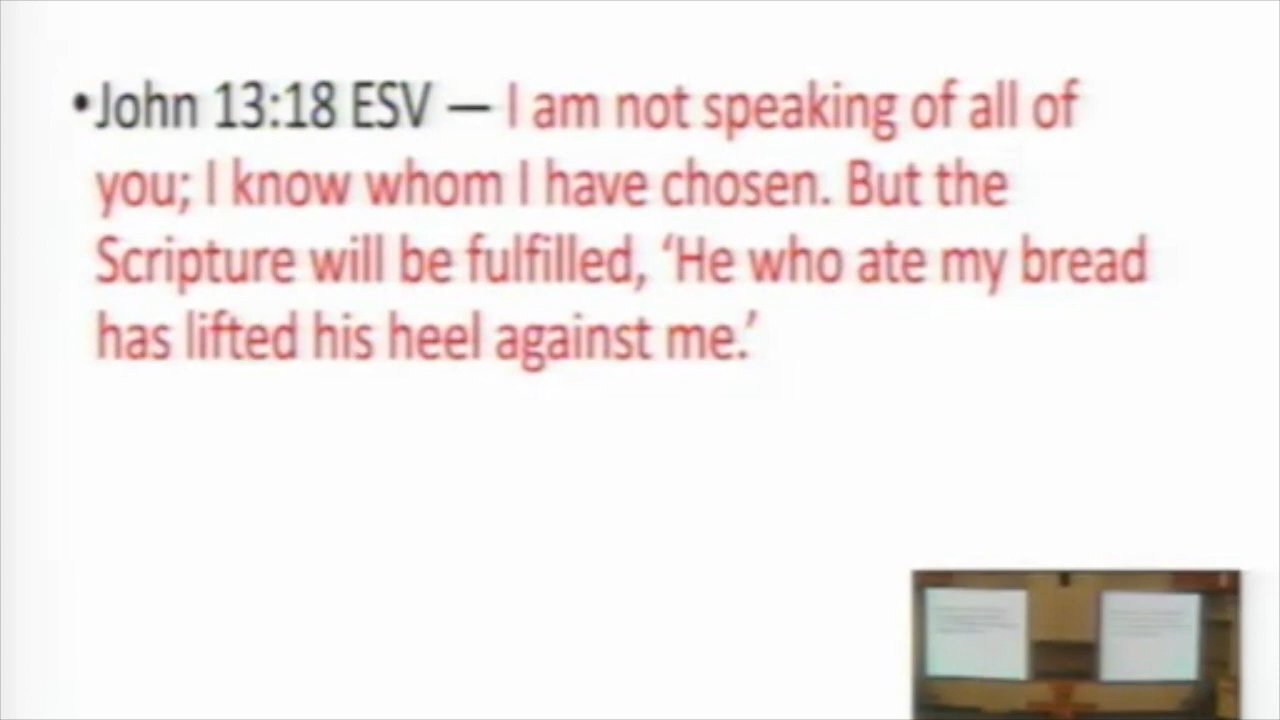 •John 13:18 ESV — I am not speaking of all of
you; I know whom I have chosen. But the
Scripture will be fulfilled, ‘He who ate my bread
has lifted his heel against me.’